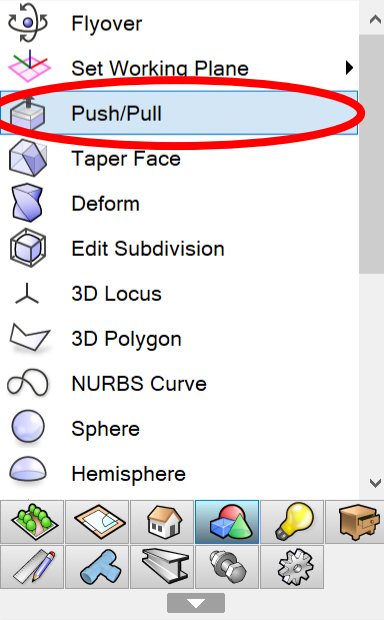 Flyover
Set Working Plane
Push/Pull
Taper Face
Deform
Edit Subdivision
3D Locus
3D Polygon
NURBS Curve
Sphere
Hemisphere